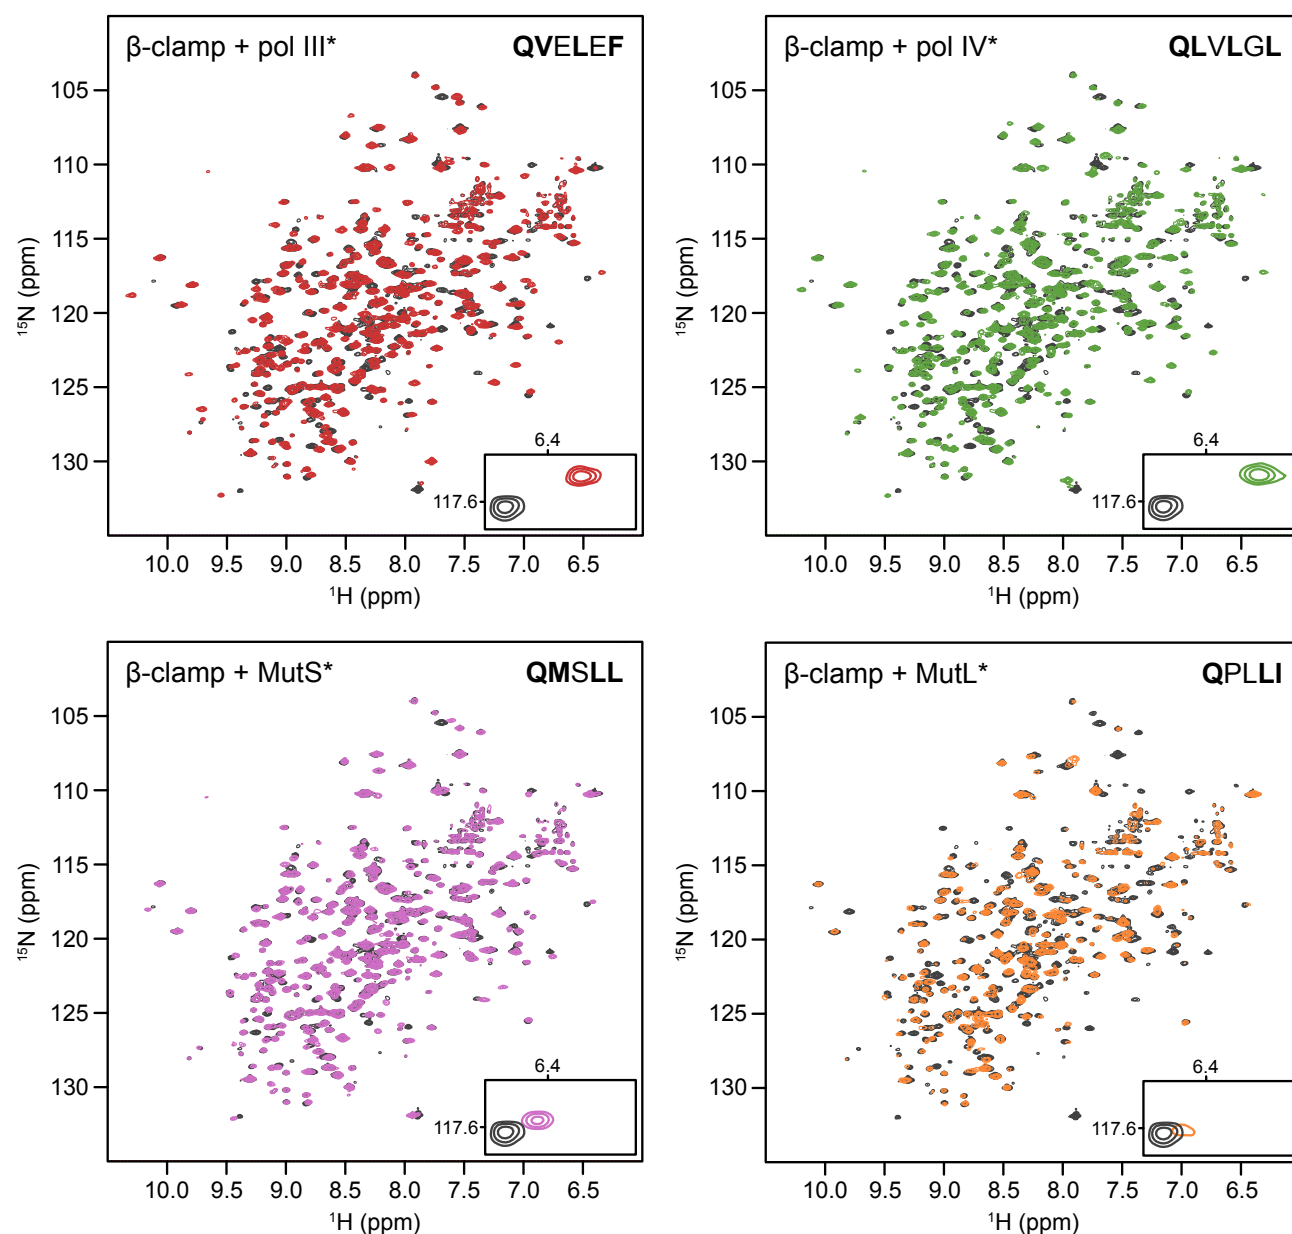 β-clamp + pol III* QVELEF
105
110
115
120
125
130
¹⁵N (ppm)
6.4
117.6
10.0 9.5 9.0 8.5 8.0 7.5 7.0 6.5
¹H (ppm)
β-clamp + pol IV* QLVLGL
105
110
115
120
125
130
¹⁵N (ppm)
6.4
117.6
10.0 9.5 9.0 8.5 8.0 7.5 7.0 6.5
¹H (ppm)
β-clamp + MutS* QMSLL
105
110
115
120
125
130
¹⁵N (ppm)
6.4
117.6
10.0 9.5 9.0 8.5 8.0 7.5 7.0 6.5
¹H (ppm)
β-clamp + MutL* QPLLI
105
110
115
120
125
130
¹⁵N (ppm)
6.4
117.6
10.0 9.5 9.0 8.5 8.0 7.5 7.0 6.5
¹H (ppm)